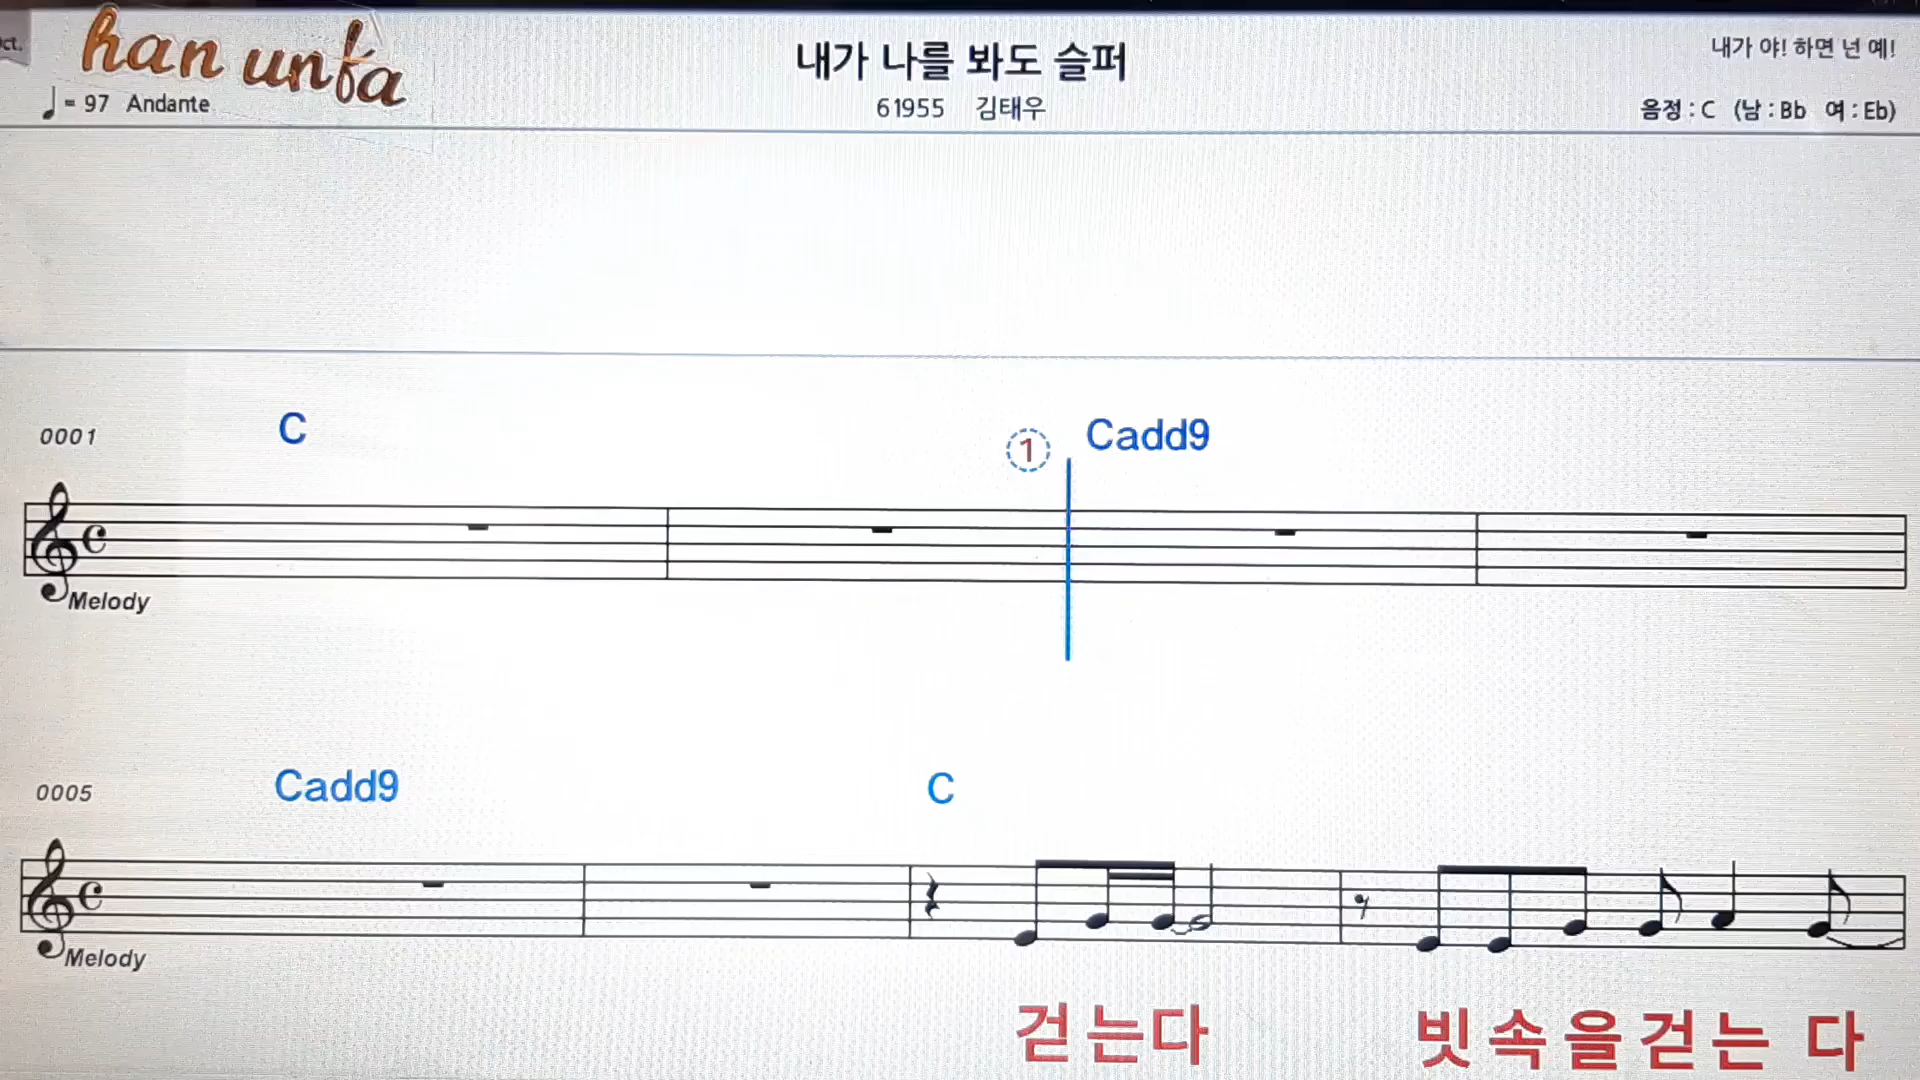 oct.
han unfa
내가 나를 봐도 슬퍼
내가 야! 하면 넌 예!
♩ = 97 Andante
61955 김태우
음정 : C (남 : Bb 여 : Eb)
0001 C 1 Cadd9
Melody
0005 Cadd9 C
Melody
걷는다 빗속을걷는 다